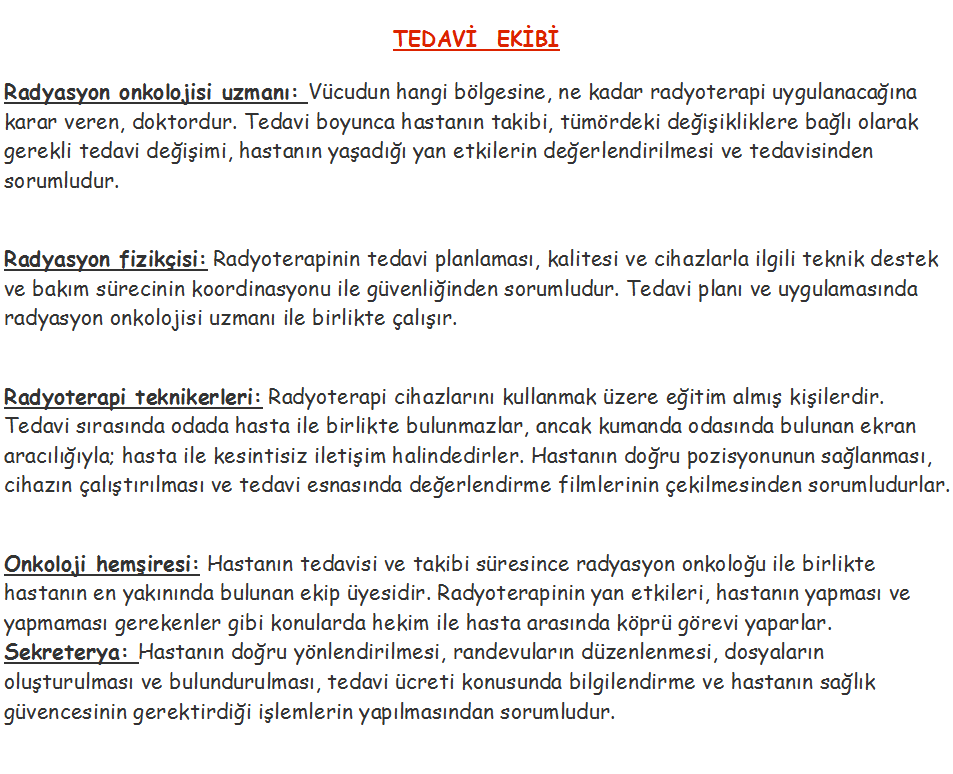 TEDAVİ EKİBİ
Radyasyon onkolojisi uzmanı: Vücudun hangi bölgesine, ne kadar radyoterapi uygulanacağına
karar veren, doktordur. Tedavi boyunca hastanın takibi, tümördeki değişikliklere bağlı olarak
gerekli tedavi değişimi, hastanın yaşadığı yan etkilerin değerlendirilmesi ve tedavisinden
sorumludur.
Radyasyon fizikçisi: Radyoterapinin tedavi planlaması, kalitesi ve cihazlarla ilgili teknik destek
ve bakım sürecinin koordinasyonu ile güvenliğinden sorumludur. Tedavi planı ve uygulamasında
radyasyon onkolojisi uzmanı ile birlikte çalışır.
Radyoterapi teknikerleri: Radyoterapi cihazlarını kullanmak üzere eğitim almış kişilerdir.
Tedavi sırasında odada hasta ile birlikte bulunmazlar, ancak kumanda odasında bulunan ekran
aracılığıyla; hasta ile kesintisiz iletişim halindedirler. Hastanın doğru pozisyonunun sağlanması,
cihazın çalıştırılması ve tedavi esnasında değerlendirme filmlerinin çekilmesinden sorumludurlar.
Onkoloji hemşiresi: Hastanın tedavisi ve takibi süresince radyasyon onkoloğu ile birlikte
hastanın en yakınında bulunan ekip üyesidir. Radyoterapinin yan etkileri, hastanın yapması ve
yapmaması gerekenler gibi konularda hekim ile hasta arasında köprü görevi yaparlar.
Sekreterya: Hastanın doğru yönlendirilmesi, randevuların düzenlenmesi, dosyaların
oluşturulması ve bulundurulması, tedavi ücreti konusunda bilgilendirme ve hastanın sağlık
güvencesinin gerektirdiği işlemlerin yapılmasından sorumludur.